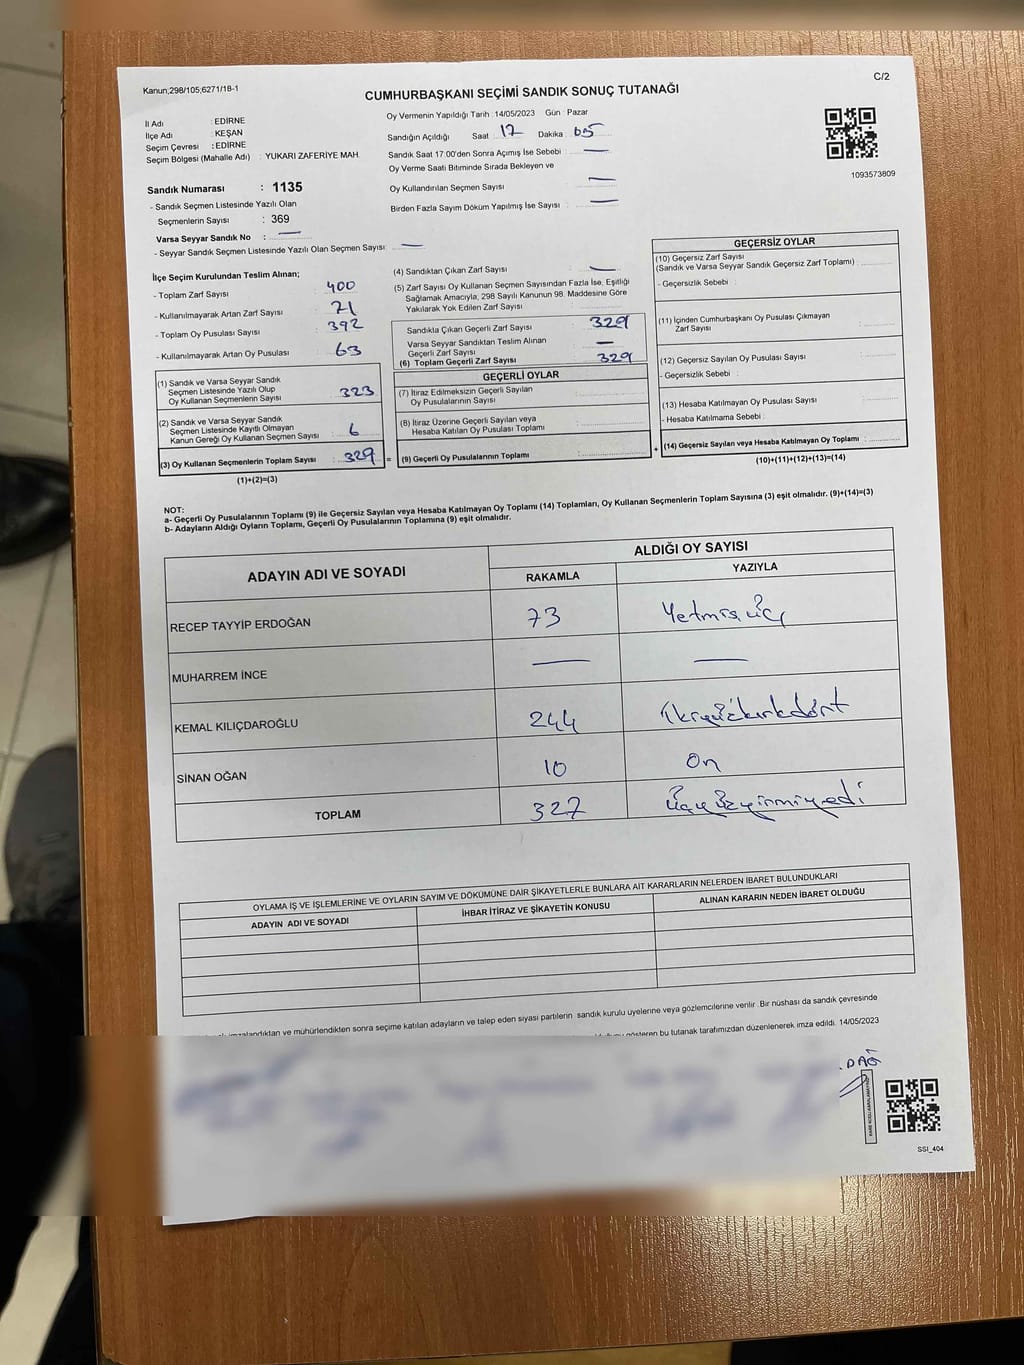 Kanun;298/105;6271/18-1
C/2
CUMHURBAŞKANI SEÇİMİ SANDIK SONUÇ TUTANAĞI
İl Adı : EDİRNE
İlçe Adı : KEŞAN
Seçim Çevresi : EDİRNE
Seçim Bölgesi (Mahalle Adı) : YUKARI ZAFERİYE MAH.
Sandık Numarası : 1135
- Sandık Seçmen Listesinde Yazılı Olan
Seçmenlerin Sayısı : 369
Varsa Seyyar Sandık No : —
- Seyyar Sandık Seçmen Listesinde Yazılı Olan Seçmen Sayısı: —
Oy Vermenin Yapıldığı Tarih :14/05/2023 Gün : Pazar
Sandığın Açıldığı Saat : 17 Dakika : 05
Sandık Saat 17:00'den Sonra Açımış İse Sebebi : —
Oy Verme Saati Bitiminde Sırada Bekleyen ve
Oy Kullandırılan Seçmen Sayısı : —
Birden Fazla Sayım Döküm Yapılmış İse Sayısı : —
1093573809
İlçe Seçim Kurulundan Teslim Alınan;
- Toplam Zarf Sayısı : 400
- Kullanılmayarak Artan Zarf Sayısı : 71
- Toplam Oy Pusulası Sayısı : 392
- Kullanılmayarak Artan Oy Pusulası : 63
(1) Sandık ve Varsa Seyyar Sandık
Seçmen Listesinde Yazılı Olup
Oy Kullanan Seçmenlerin Sayısı : 323
(2) Sandık ve Varsa Seyyar Sandık
Seçmen Listesinde Kayıtlı Olmayan
Kanun Gereği Oy Kullanan Seçmen Sayısı : 6
(3) Oy Kullanan Seçmenlerin Toplam Sayısı : 329
(1)+(2)=(3)
(4) Sandıktan Çıkan Zarf Sayısı : —
(5) Zarf Sayısı Oy Kullanan Seçmen Sayısından Fazla İse, Eşitliği
Sağlamak Amacıyla, 298 Sayılı Kanunun 98. Maddesine Göre
Yakılarak Yok Edilen Zarf Sayısı :
Sandıkla Çıkan Geçerli Zarf Sayısı : 329
Varsa Seyyar Sandıktan Teslim Alınan
Geçerli Zarf Sayısı : —
(6) Toplam Geçerli Zarf Sayısı : 329
GEÇERLİ OYLAR
(7) İtiraz Edilmeksizin Geçerli Sayılan
Oy Pusulalarının Sayısı :
(8) İtiraz Üzerine Geçerli Sayılan veya
Hesaba Katılan Oy Pusulası Toplamı :
= (9) Geçerli Oy Pusulalarının Toplamı :
GEÇERSİZ OYLAR
(10) Geçersiz Zarf Sayısı
(Sandık ve Varsa Seyyar Sandık Geçersiz Zarf Toplamı) :
- Geçersizlik Sebebi :
(11) İçinden Cumhurbaşkanı Oy Pusulası Çıkmayan
Zarf Sayısı :
(12) Geçersiz Sayılan Oy Pusulası Sayısı :
- Geçersizlik Sebebi :
(13) Hesaba Katılmayan Oy Pusulası Sayısı :
- Hesaba Katılmama Sebebi :
+ (14) Geçersiz Sayılan veya Hesaba Katılmayan Oy Toplamı :
(10)+(11)+(12)+(13)=(14)
NOT:
a- Geçerli Oy Pusulalarının Toplamı (9) ile Geçersiz Sayılan veya Hesaba Katılmayan Oy Toplamı (14) Toplamları, Oy Kullanan Seçmenlerin Toplam Sayısına (3) eşit olmalıdır. (9)+(14)=(3)
b- Adayların Aldığı Oyların Toplamı, Geçerli Oy Pusulalarının Toplamına (9) eşit olmalıdır.
ADAYIN ADI VE SOYADI
ALDIĞI OY SAYISI
RAKAMLA YAZIYLA
RECEP TAYYİP ERDOĞAN 73 Yetmişüç
MUHARREM İNCE — —
KEMAL KILIÇDAROĞLU 244 İkiyüzkırkdört
SİNAN OĞAN 10 On
TOPLAM 327 Üçyüzyirmiyedi
OYLAMA İŞ VE İŞLEMLERİNE VE OYLARIN SAYIM VE DÖKÜMÜNE DAİR ŞİKAYETLERLE BUNLARA AİT KARARLARIN NELERDEN İBARET BULUNDUKLARI
ADAYIN ADI VE SOYADI İHBAR İTİRAZ VE ŞİKAYETİN KONUSU ALINAN KARARIN NEDEN İBARET OLDUĞU
imzalandıktan ve mühürlendikten sonra seçime katılan adayların ve talep eden siyasi partilerin sandık kurulu üyelerine veya gözlemcilerine verilir .Bir nüshası da sandık çevresinde
gösteren bu tutanak tarafımızdan düzenlenerek imza edildi. 14/05/2023
.DAĞ
SSI_404